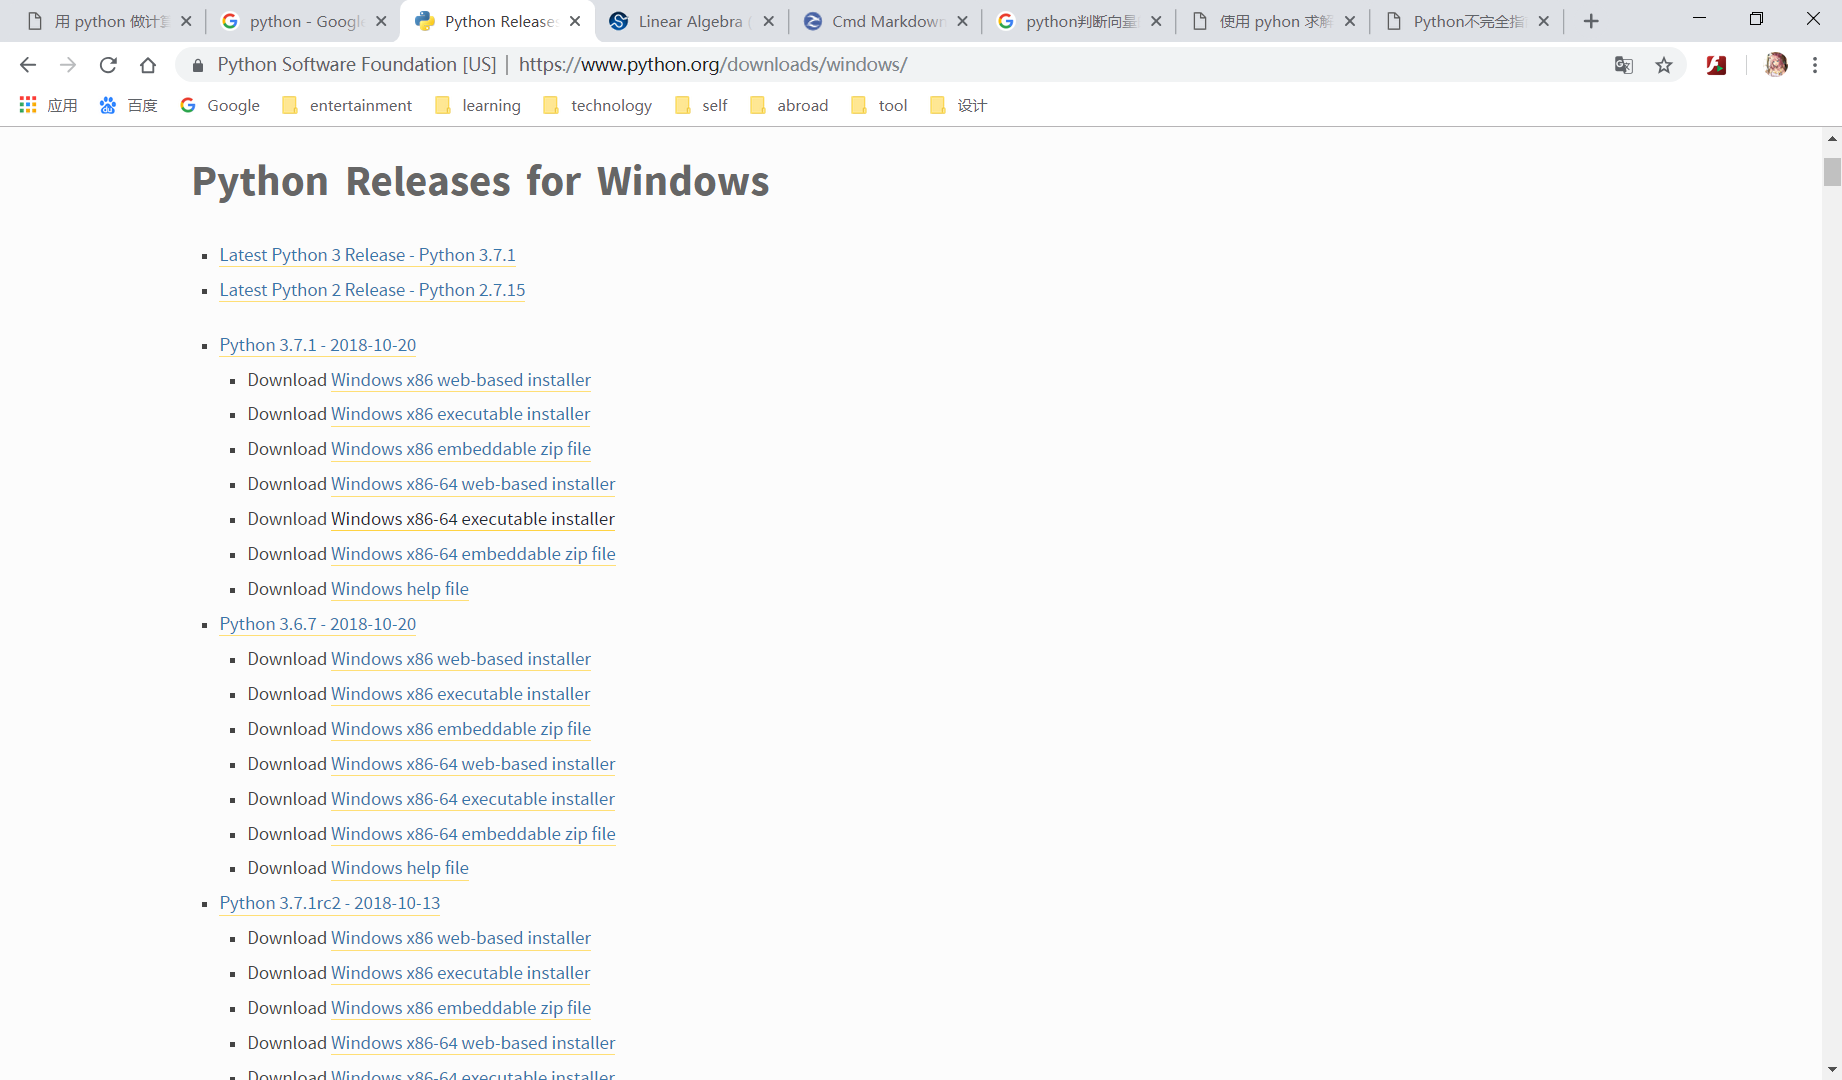 用 python 做计算
python - Google
Python Releases
Linear Algebra (
Cmd Markdown
python判断向量
使用 pyhon 求解
Python不完全指
Python Software Foundation [US] | https://www.python.org/downloads/windows/
应用 百度 Google entertainment learning technology self abroad tool 设计
Python Releases for Windows
Latest Python 3 Release - Python 3.7.1
Latest Python 2 Release - Python 2.7.15
Python 3.7.1 - 2018-10-20
Download Windows x86 web-based installer
Download Windows x86 executable installer
Download Windows x86 embeddable zip file
Download Windows x86-64 web-based installer
Download Windows x86-64 executable installer
Download Windows x86-64 embeddable zip file
Download Windows help file
Python 3.6.7 - 2018-10-20
Download Windows x86 web-based installer
Download Windows x86 executable installer
Download Windows x86 embeddable zip file
Download Windows x86-64 web-based installer
Download Windows x86-64 executable installer
Download Windows x86-64 embeddable zip file
Download Windows help file
Python 3.7.1rc2 - 2018-10-13
Download Windows x86 web-based installer
Download Windows x86 executable installer
Download Windows x86 embeddable zip file
Download Windows x86-64 web-based installer
Download Windows x86-64 executable installer